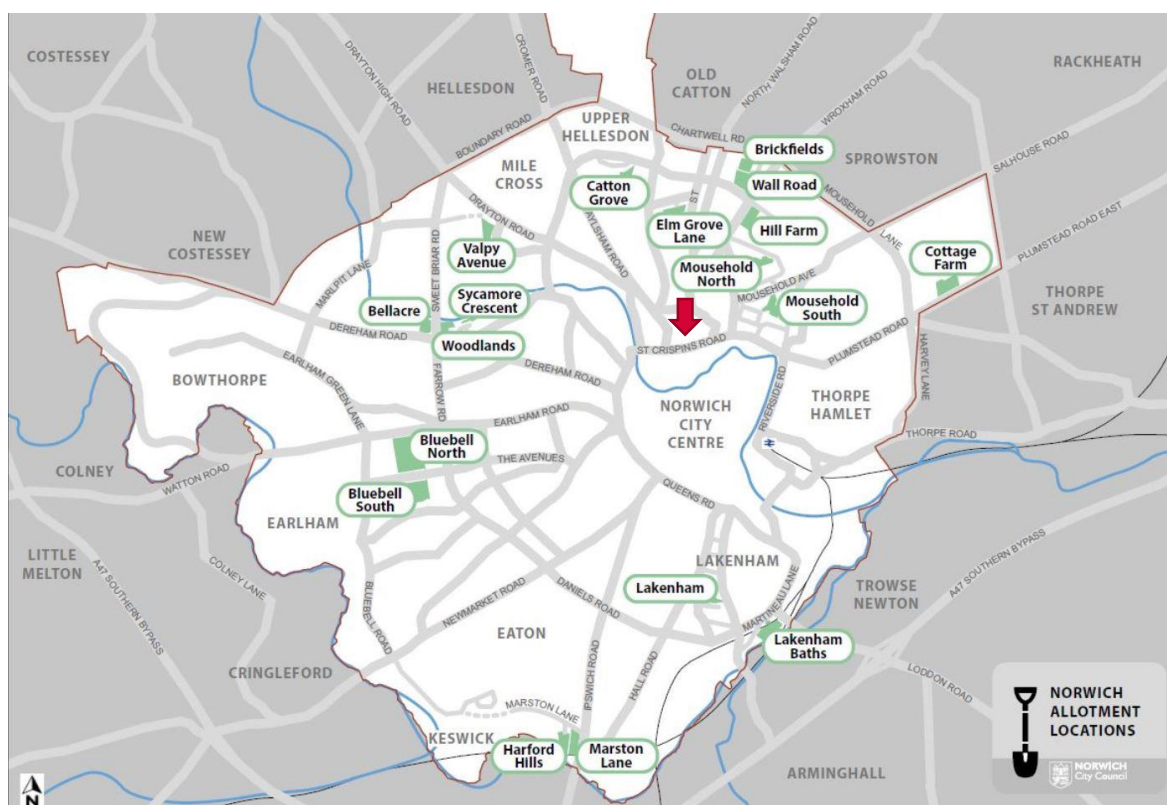 COSTESSEY
DRAYTON HIGH ROAD
CROMER ROAD
HELLESDON
BOUNDARY ROAD
OLD
CATTON
NORTH WALSHAM ROAD
WROXHAM ROAD
RACKHEATH
UPPER
HELLESDON
CHARTWELL RD
Brickfields
SPROWSTON
SALHOUSE ROAD
MILE
CROSS
Catton
Grove
ST
Wall Road
MOUSEHOLD LANE
PLUMSTEAD ROAD EAST
NEW
COSTESSEY
DRAYTON ROAD
AYLSHAM ROAD
Elm Grove
Lane
Hill Farm
Valpy
Avenue
SWEET BRIAR RD
MARLPIT LANE
Mousehold
North
Cottage
Farm
Bellacre
Sycamore
Crescent
MOUSEHOLD AVE
Mousehold
South
THORPE
ST ANDREW
DEREHAM ROAD
Woodlands
ST CRISPINS ROAD
PLUMSTEAD ROAD
HARVEY LANE
BOWTHORPE
EARLHAM GREEN LANE
FARROW RD
DEREHAM ROAD
RIVERSIDE RD
THORPE
HAMLET
NORWICH
CITY
CENTRE
EARLHAM ROAD
Bluebell
North
THE AVENUES
THORPE ROAD
COLNEY
WATTON ROAD
Bluebell
South
QUEENS RD
EARLHAM
LITTLE
MELTON
A47 SOUTHERN BYPASS
COLNEY LANE
BLUEBELL ROAD
NEWMARKET ROAD
DANIELS ROAD
LAKENHAM
Lakenham
MARTINEAU LANE
TROWSE
NEWTON
A47 SOUTHERN BYPASS
EATON
Lakenham
Baths
CRINGLEFORD
IPSWICH ROAD
HALL ROAD
LODDON ROAD
MARSTON LANE
KESWICK
Harford
Hills
Marston
Lane
ARMINGHALL
NORWICH
ALLOTMENT
LOCATIONS
NORWICH
City Council
N